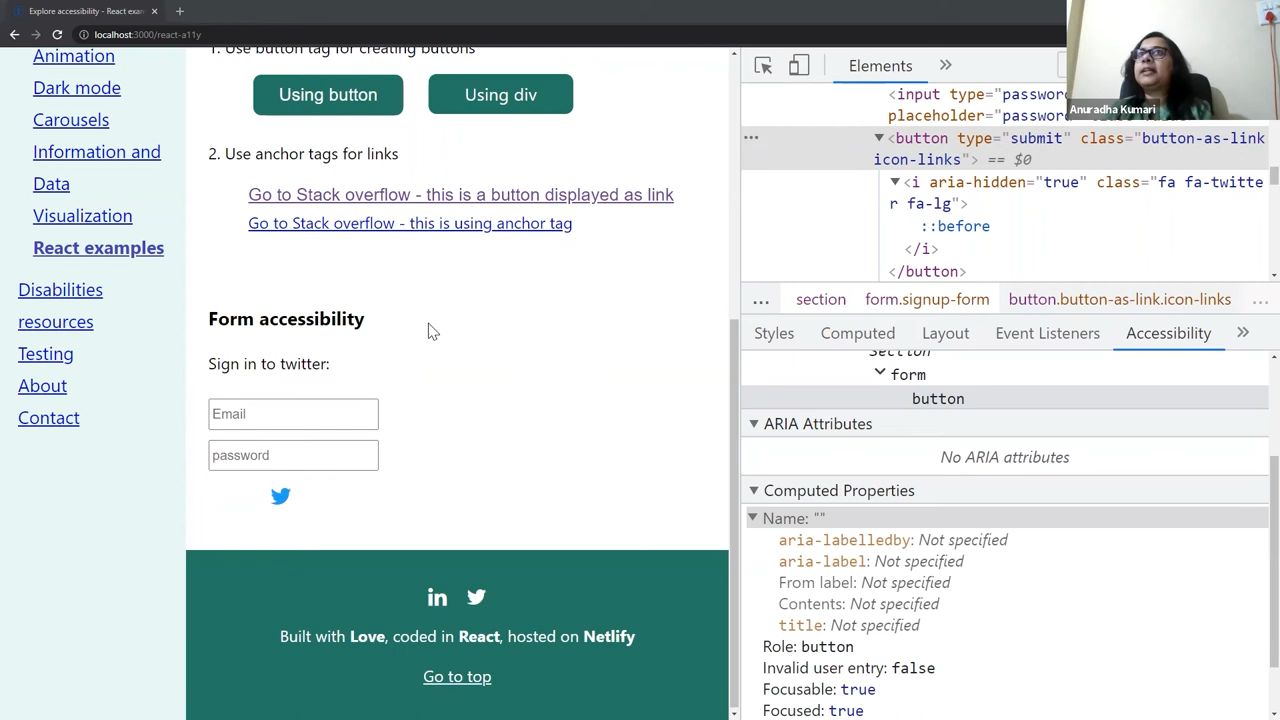 Explore accessibility - React exam
localhost:3000/react-a11y
Anuradha Kumari
Animation
Dark mode
Carousels
Information and
Data
Visualization
React examples
Disabilities
resources
Testing
About
Contact
1. Use button tag for creating buttons
Using button
Using div
2. Use anchor tags for links
Go to Stack overflow - this is a button displayed as link
Go to Stack overflow - this is using anchor tag
Form accessibility
Sign in to twitter:
Email
password
in
Built with Love, coded in React, hosted on Netlify
Go to top
Elements
<input type="passwor
placeholder="password"
<button type="submit" class="button-as-link
icon-links"> == $0
<i aria-hidden="true" class="fa fa-twitte
r fa-lg">
::before
</i>
</button>
... section form.signup-form button.button-as-link.icon-links ...
Styles Computed Layout Event Listeners Accessibility
Section
form
button
ARIA Attributes
No ARIA attributes
Computed Properties
Name: ""
aria-labelledby: Not specified
aria-label: Not specified
From label: Not specified
Contents: Not specified
title: Not specified
Role: button
Invalid user entry: false
Focusable: true
Focused: true